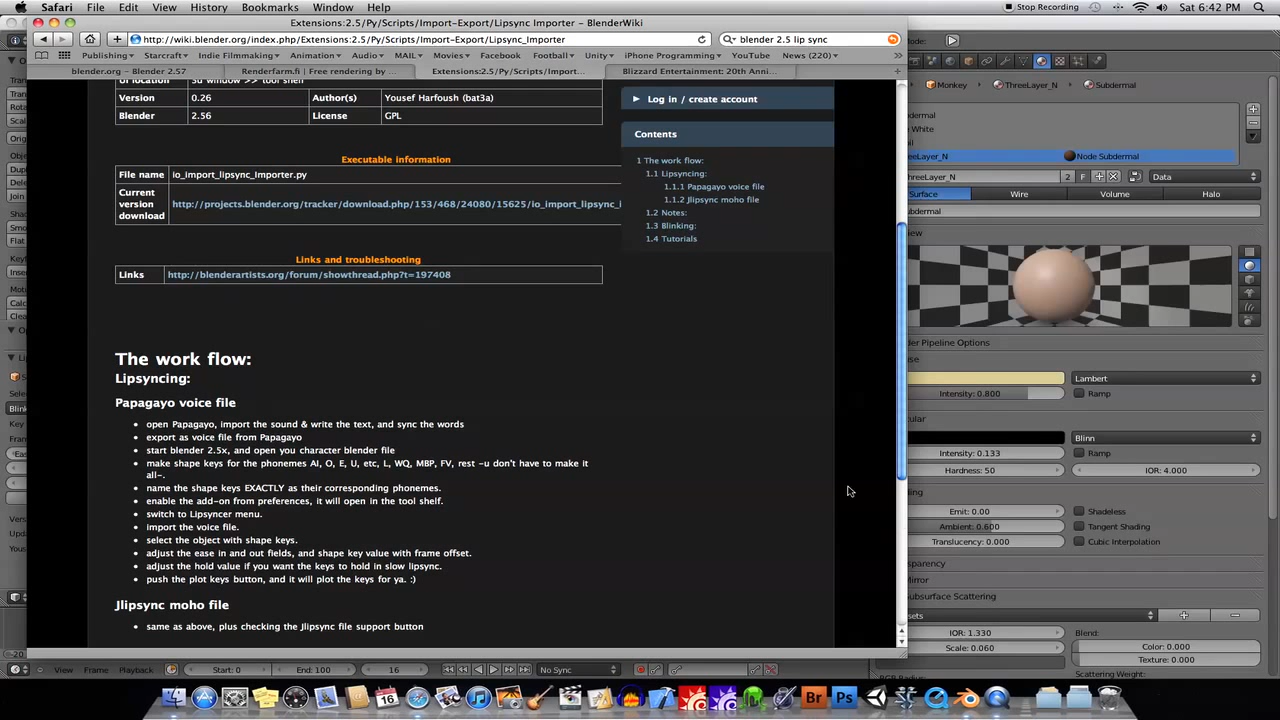 Safari File Edit View History Bookmarks Window Help Stop Recording Sat 6:42 PM
Extensions:2.5/Py/Scripts/Import-Export/Lipsync Importer – BlenderWiki
http://wiki.blender.org/index.php/Extensions:2.5/Py/Scripts/Import-Export/Lipsync_Importer blender 2.5 lip sync
Publishing Starcraft Indie Filmmaking Animation Audio MAIL Movies Facebook Football Unity iPhone Programming YouTube News (220)
blender.org – Blender 2.57 Renderfarm.fi | Free rendering by ... Extensions:2.5/Py/Scripts/Import... Blizzard Entertainment: 20th Anni...
UI location 3d window >> tool shelf
Version 0.26 Author(s) Yousef Harfoush (bat3a)
Blender 2.56 License GPL
Executable information
File name io_import_lipsync_Importer.py
Current version download http://projects.blender.org/tracker/download.php/153/468/24080/15625/io_import_lipsync_i
Links and troubleshooting
Links http://blenderartists.org/forum/showthread.php?t=197408
Log in / create account
Contents
1 The work flow:
1.1 Lipsyncing:
1.1.1 Papagayo voice file
1.1.2 Jlipsync moho file
1.2 Notes:
1.3 Blinking:
1.4 Tutorials
The work flow:
Lipsyncing:
Papagayo voice file
open Papagayo, import the sound & write the text, and sync the words
export as voice file from Papagayo
start blender 2.5x, and open you character blender file
make shape keys for the phonemes AI, O, E, U, etc, L, WQ, MBP, FV, rest -u don't have to make it
all-.
name the shape keys EXACTLY as their corresponding phonemes.
enable the add-on from preferences, it will open in the tool shelf.
switch to Lipsyncer menu.
import the voice file.
select the object with shape keys.
adjust the ease in and out fields, and shape key value with frame offset.
adjust the hold value if you want the keys to hold in slow lipsync.
push the plot keys button, and it will plot the keys for ya. :)
Jlipsync moho file
same as above, plus checking the Jlipsync file support button
Mode:
Monkey ThreeLayer_N Subdermal
dermal
White
Node Subdermal
2 F Data
Surface Wire Volume Halo
Pipeline Options
Lambert
Intensity: 0.800 Ramp
Blinn
Intensity: 0.133 Ramp
Hardness: 50 IOR: 4.000
Emit: 0.00 Shadeless
Ambient: 0.600 Tangent Shading
Translucency: 0.000 Cubic Interpolation
Subsurface Scattering
IOR: 1.330 Blend:
Scale: 0.060 Color: 0.000
Texture: 0.000
Scattering Weight:
View Frame Playback Start: 0 End: 100 16 No Sync